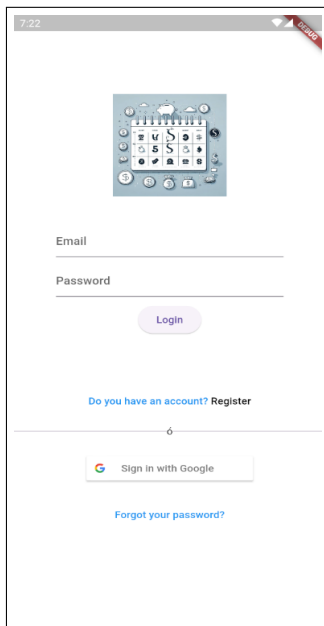 7:22
DEBUG
Email
Password
Login
Do you have an account? Register
ó
Sign in with Google
Forgot your password?